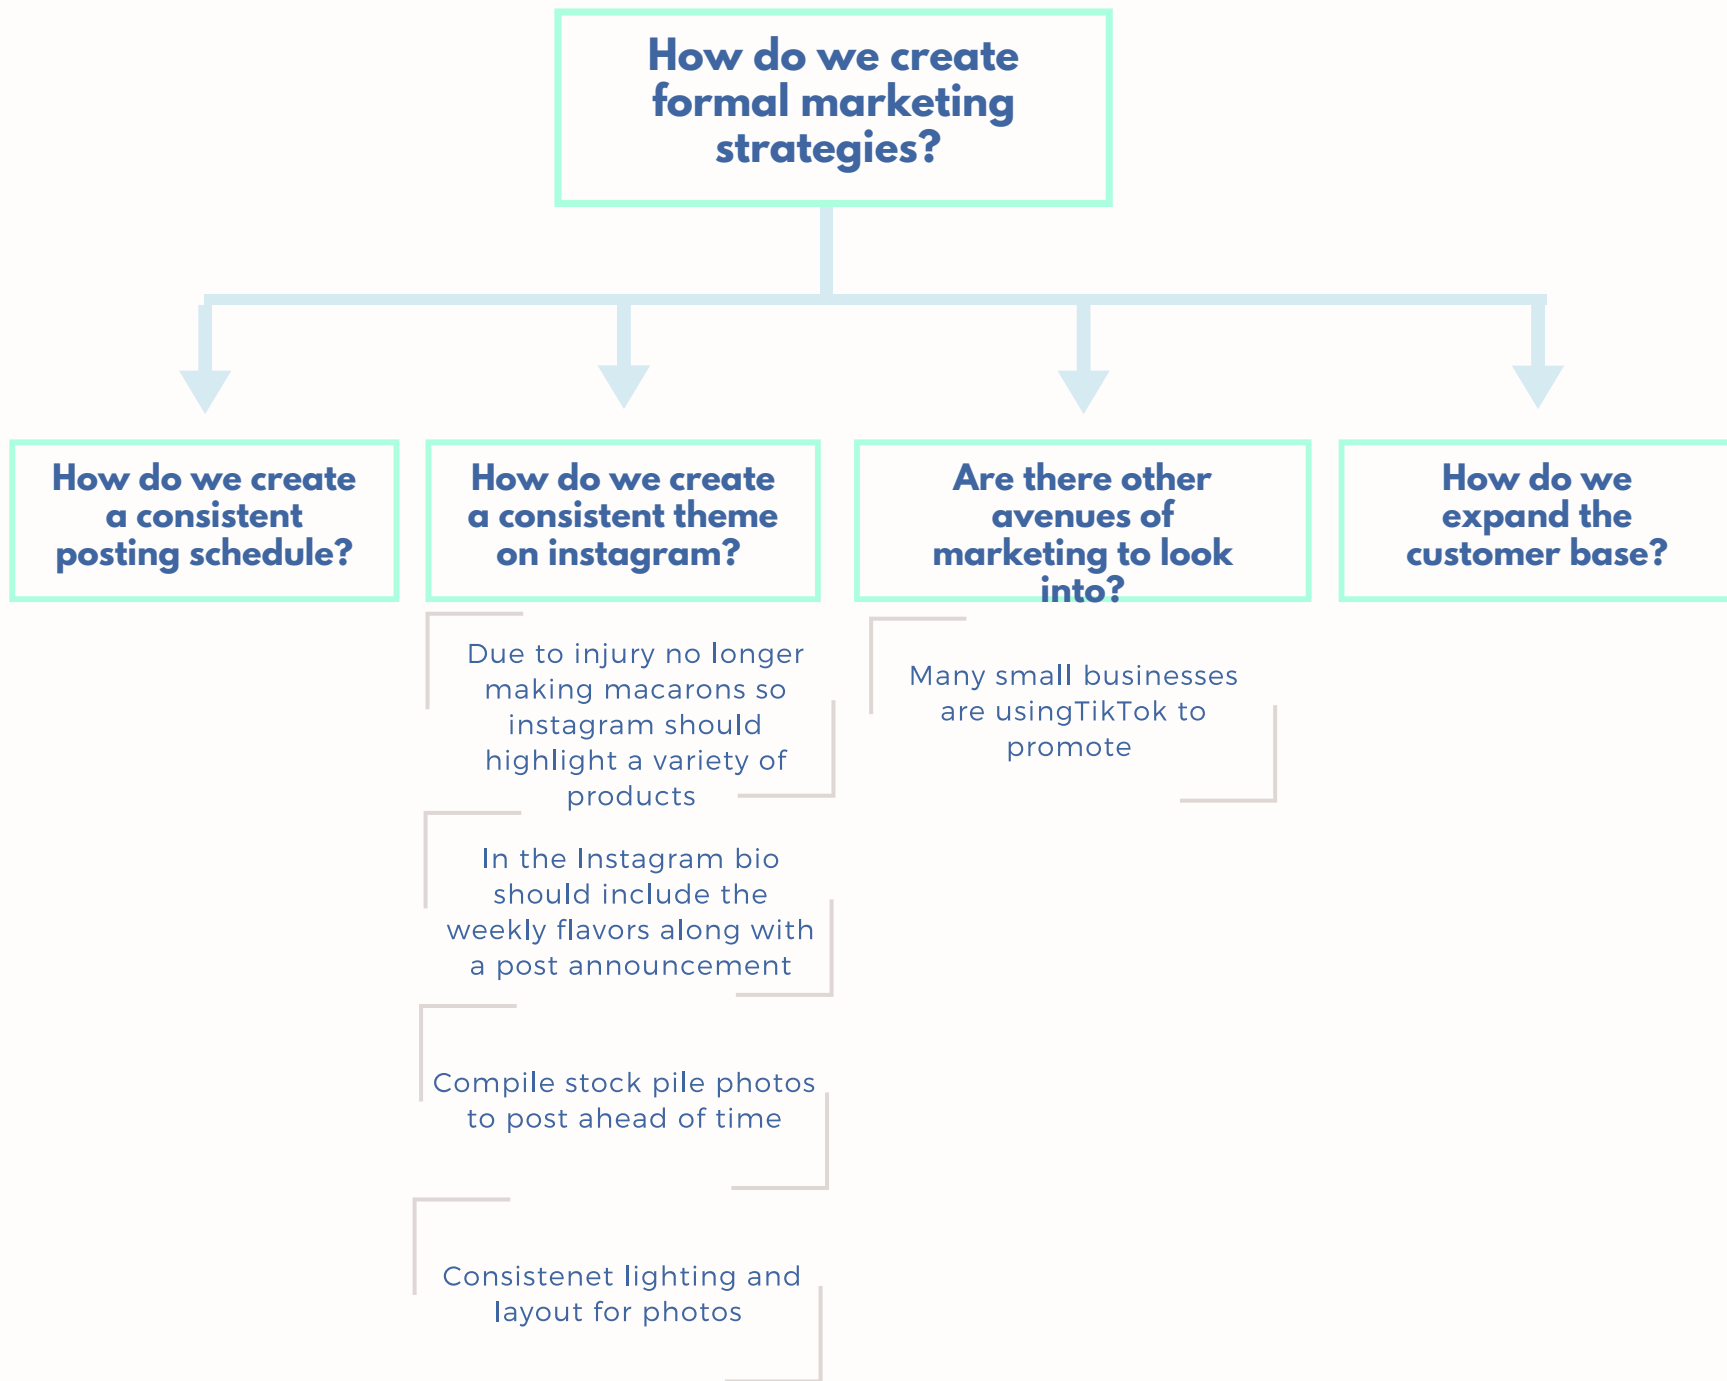 How do we create
formal marketing
strategies?
How do we create
a consistent
posting schedule?
How do we create
a consistent theme
on instagram?
Are there other
avenues of
marketing to look
into?
How do we
expand the
customer base?
Due to injury no longer
making macarons so
instagram should
highlight a variety of
products
In the Instagram bio
should include the
weekly flavors along with
a post announcement
Compile stock pile photos
to post ahead of time
Consistenet lighting and
layout for photos
Many small businesses
are usingTikTok to
promote